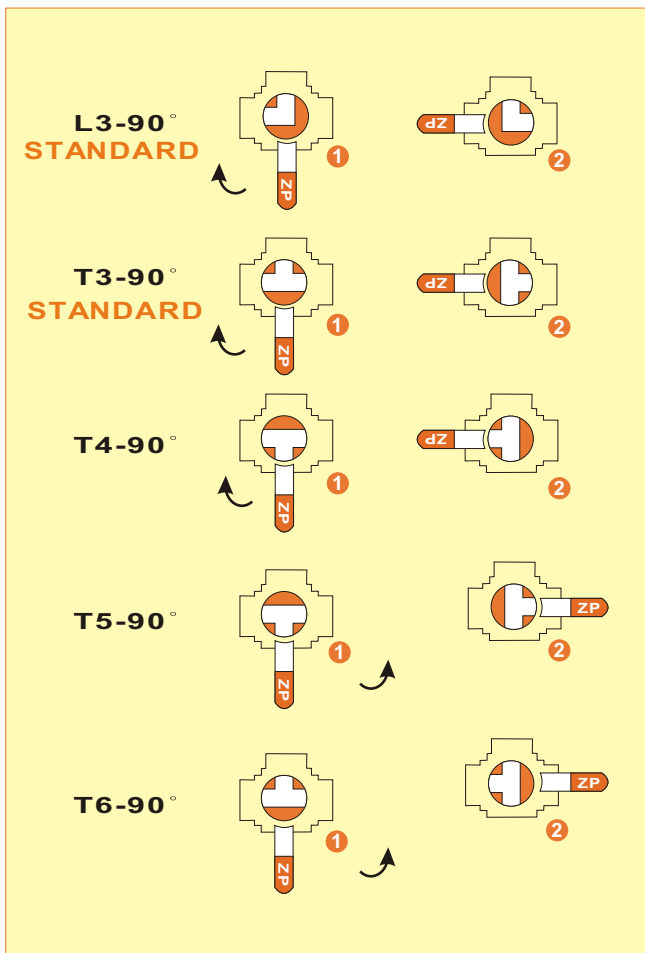 L3-90°
STANDARD
ZP
1
ZP
2
T3-90°
STANDARD
ZP
1
ZP
2
T4-90°
ZP
1
ZP
2
T5-90°
ZP
1
ZP
2
T6-90°
ZP
1
ZP
2